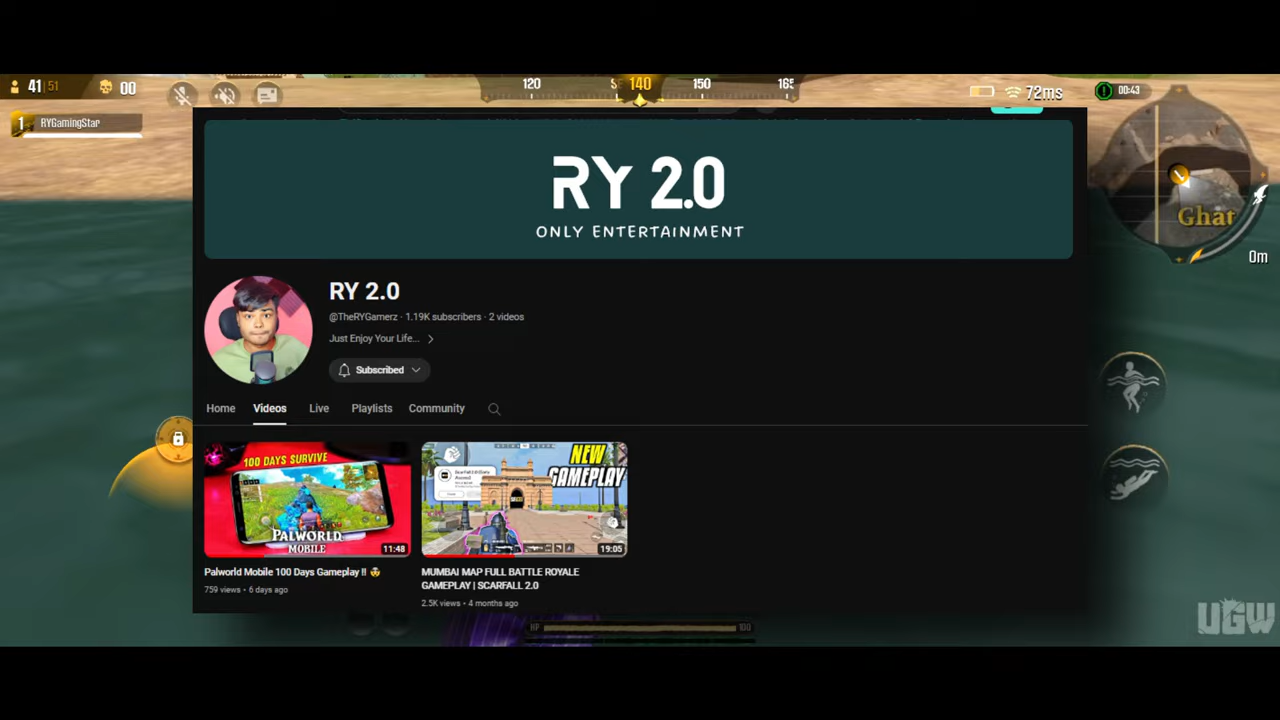 41|51
00
120
S
140
150
165
72ms
00:43
1
RYGamingStar
RY 2.0
ONLY ENTERTAINMENT
Ghat
0m
RY 2.0
@TheRYGamerz · 1.19K subscribers · 2 videos
Just Enjoy Your Life...
Subscribed
Home
Videos
Live
Playlists
Community
100 DAYS SURVIVE
PALWORLD
MOBILE
11:48
NEW
GAMEPLAY
19:05
Palworld Mobile 100 Days Gameplay !!
759 views • 6 days ago
MUMBAI MAP FULL BATTLE ROYALE
GAMEPLAY | SCARFALL 2.0
2.5K views • 4 months ago
HP
100
UGW